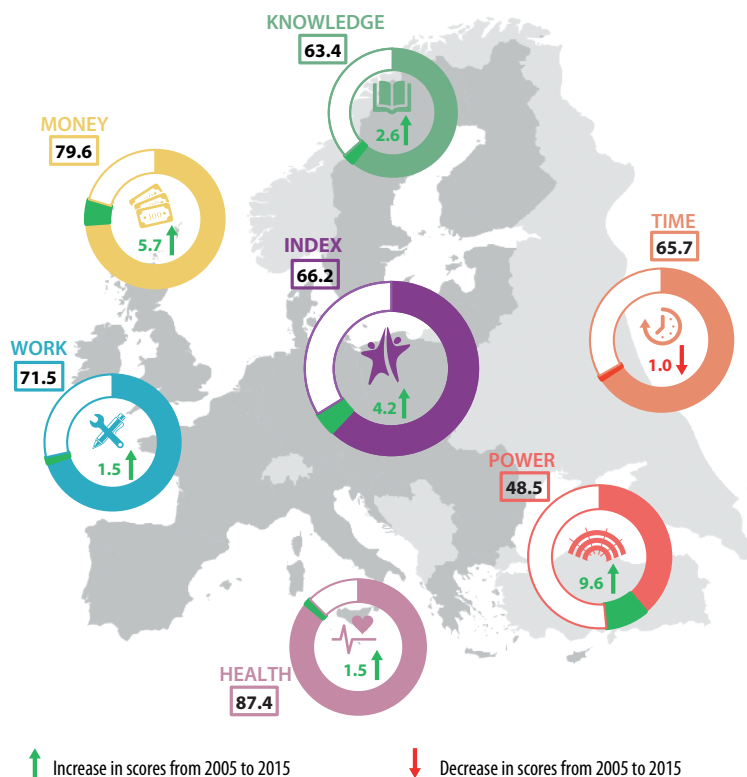 KNOWLEDGE
63.4
2.6
MONEY
79.6
100
5.7
TIME
65.7
1.0
INDEX
66.2
4.2
WORK
71.5
1.5
POWER
48.5
9.6
HEALTH
87.4
1.5
Increase in scores from 2005 to 2015
Decrease in scores from 2005 to 2015